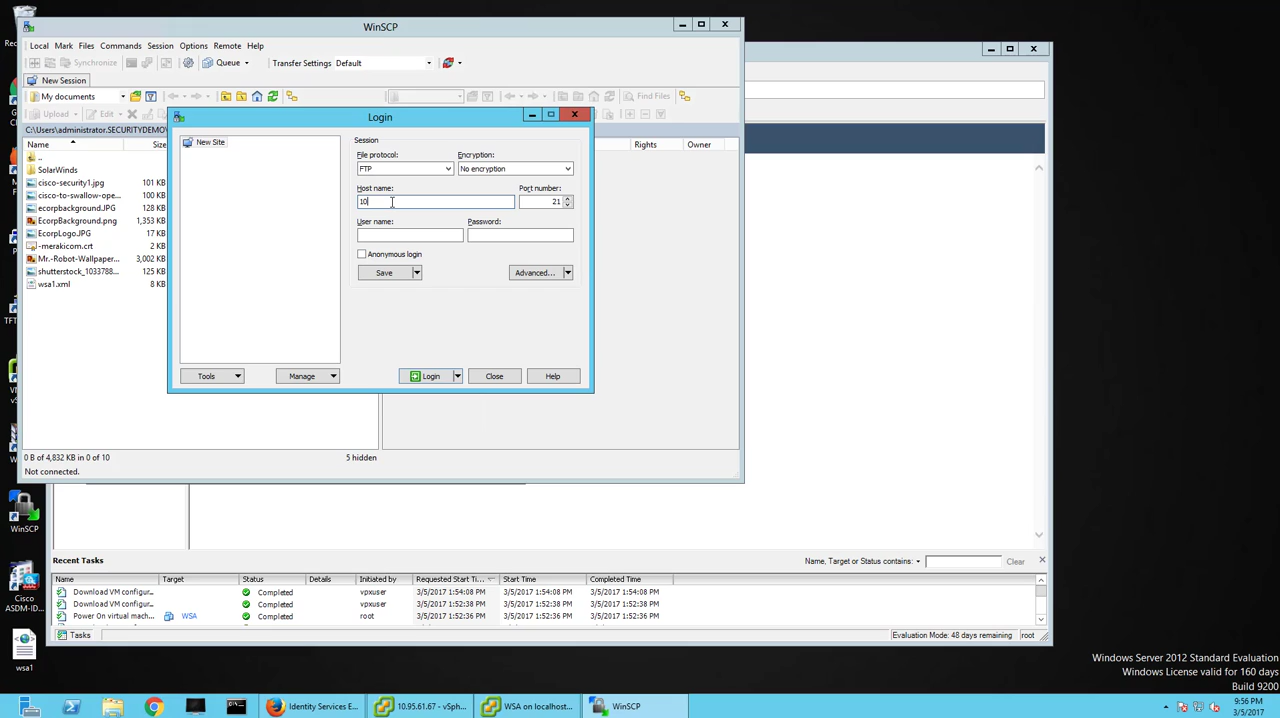 WinSCP
Local Mark Files Commands Session Options Remote Help
Synchronize Queue Transfer Settings Default
New Session
My documents Find Files
Upload Edit
Login
C:\Users\administrator.SECURITYDEMO\
Name Size Rights Owner
..
SolarWinds
cisco-security1.jpg 101 KB
cisco-to-swallow-ope... 100 KB
ecorpbackground.JPG 128 KB
EcorpBackground.png 1,353 KB
EcorpLogo.JPG 17 KB
-merakicom.crt 2 KB
Mr.-Robot-Wallpaper... 3,002 KB
shutterstock_1033788... 125 KB
wsa1.xml 8 KB
New Site
Session
File protocol: Encryption:
FTP No encryption
Host name: Port number:
10 21
User name: Password:
Anonymous login
Save Advanced...
Tools Manage Login Close Help
0 B of 4,832 KB in 0 of 10 5 hidden
Not connected.
WinSCP
Cisco
ASDM-ID...
wsa1
Recent Tasks Name, Target or Status contains: Clear
Name Target Status Details Initiated by Requested Start Ti... Start Time Completed Time
Download VM configur... Completed vpxuser 3/5/2017 1:54:08 PM 3/5/2017 1:54:08 PM 3/5/2017 1:54:08 PM
Download VM configur... Completed vpxuser 3/5/2017 1:52:38 PM 3/5/2017 1:52:38 PM 3/5/2017 1:52:38 PM
Power On virtual mach... WSA Completed root 3/5/2017 1:52:36 PM 3/5/2017 1:52:36 PM 3/5/2017 1:52:36 PM
Tasks Evaluation Mode: 48 days remaining root
Windows Server 2012 Standard Evaluation
Windows License valid for 160 days
Build 9200
Identity Services E... 10.95.61.67 - vSph... WSA on localhost... WinSCP
9:56 PM
3/5/2017